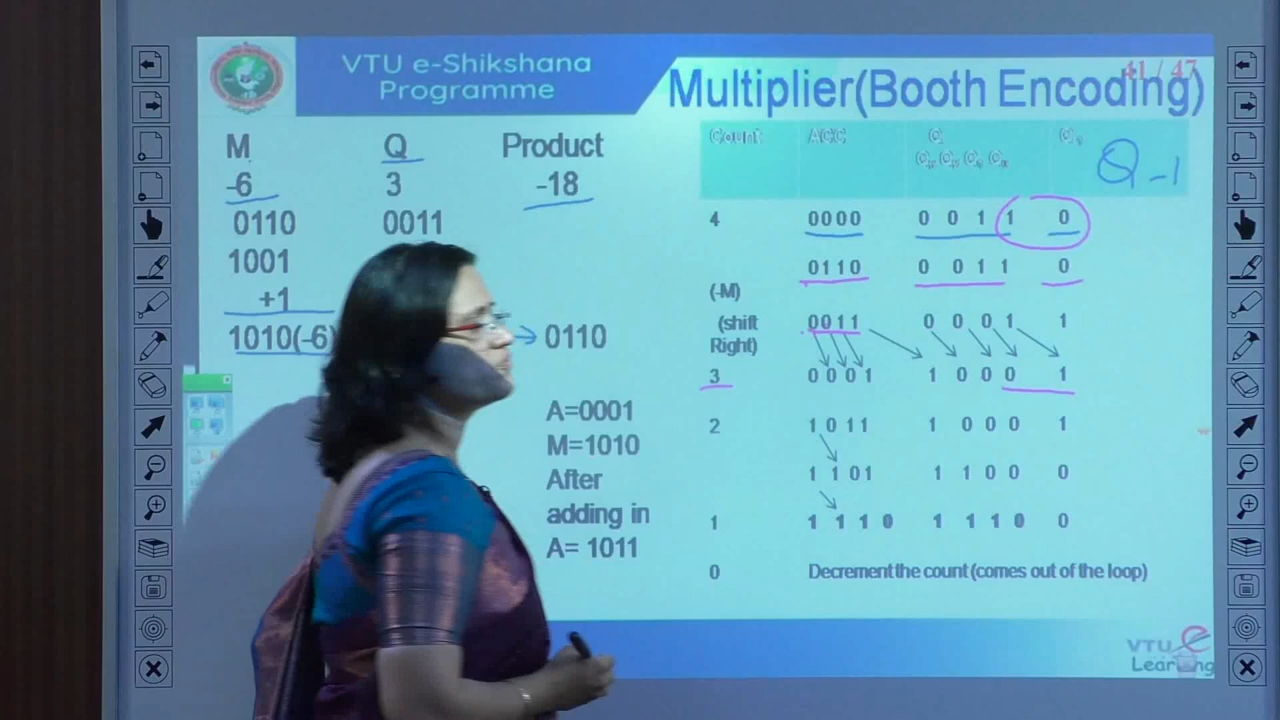 VTU e-Shikshana
Programme
Multiplier(Booth Encoding)
41 / 47
M Q Product
-6 3 -18
0110 0011
1001
+1
1010(-6) 0110
A=0001
M=1010
After
adding in
A= 1011
Count ACC Q
Q-1
4 0000 0 0 1 1 0
0110 0 0 1 1 0
(-M)
(shift 0011 0 0 0 1 1
Right)
3 0 0 0 1 1 0 0 0 1
2 1 0 1 1 1 0 0 0 1
1 1 0 1 1 1 0 0 0
1 1 1 1 0 1 1 1 0 0
0 Decrement the count (comes out of the loop)
VTU e
Learning